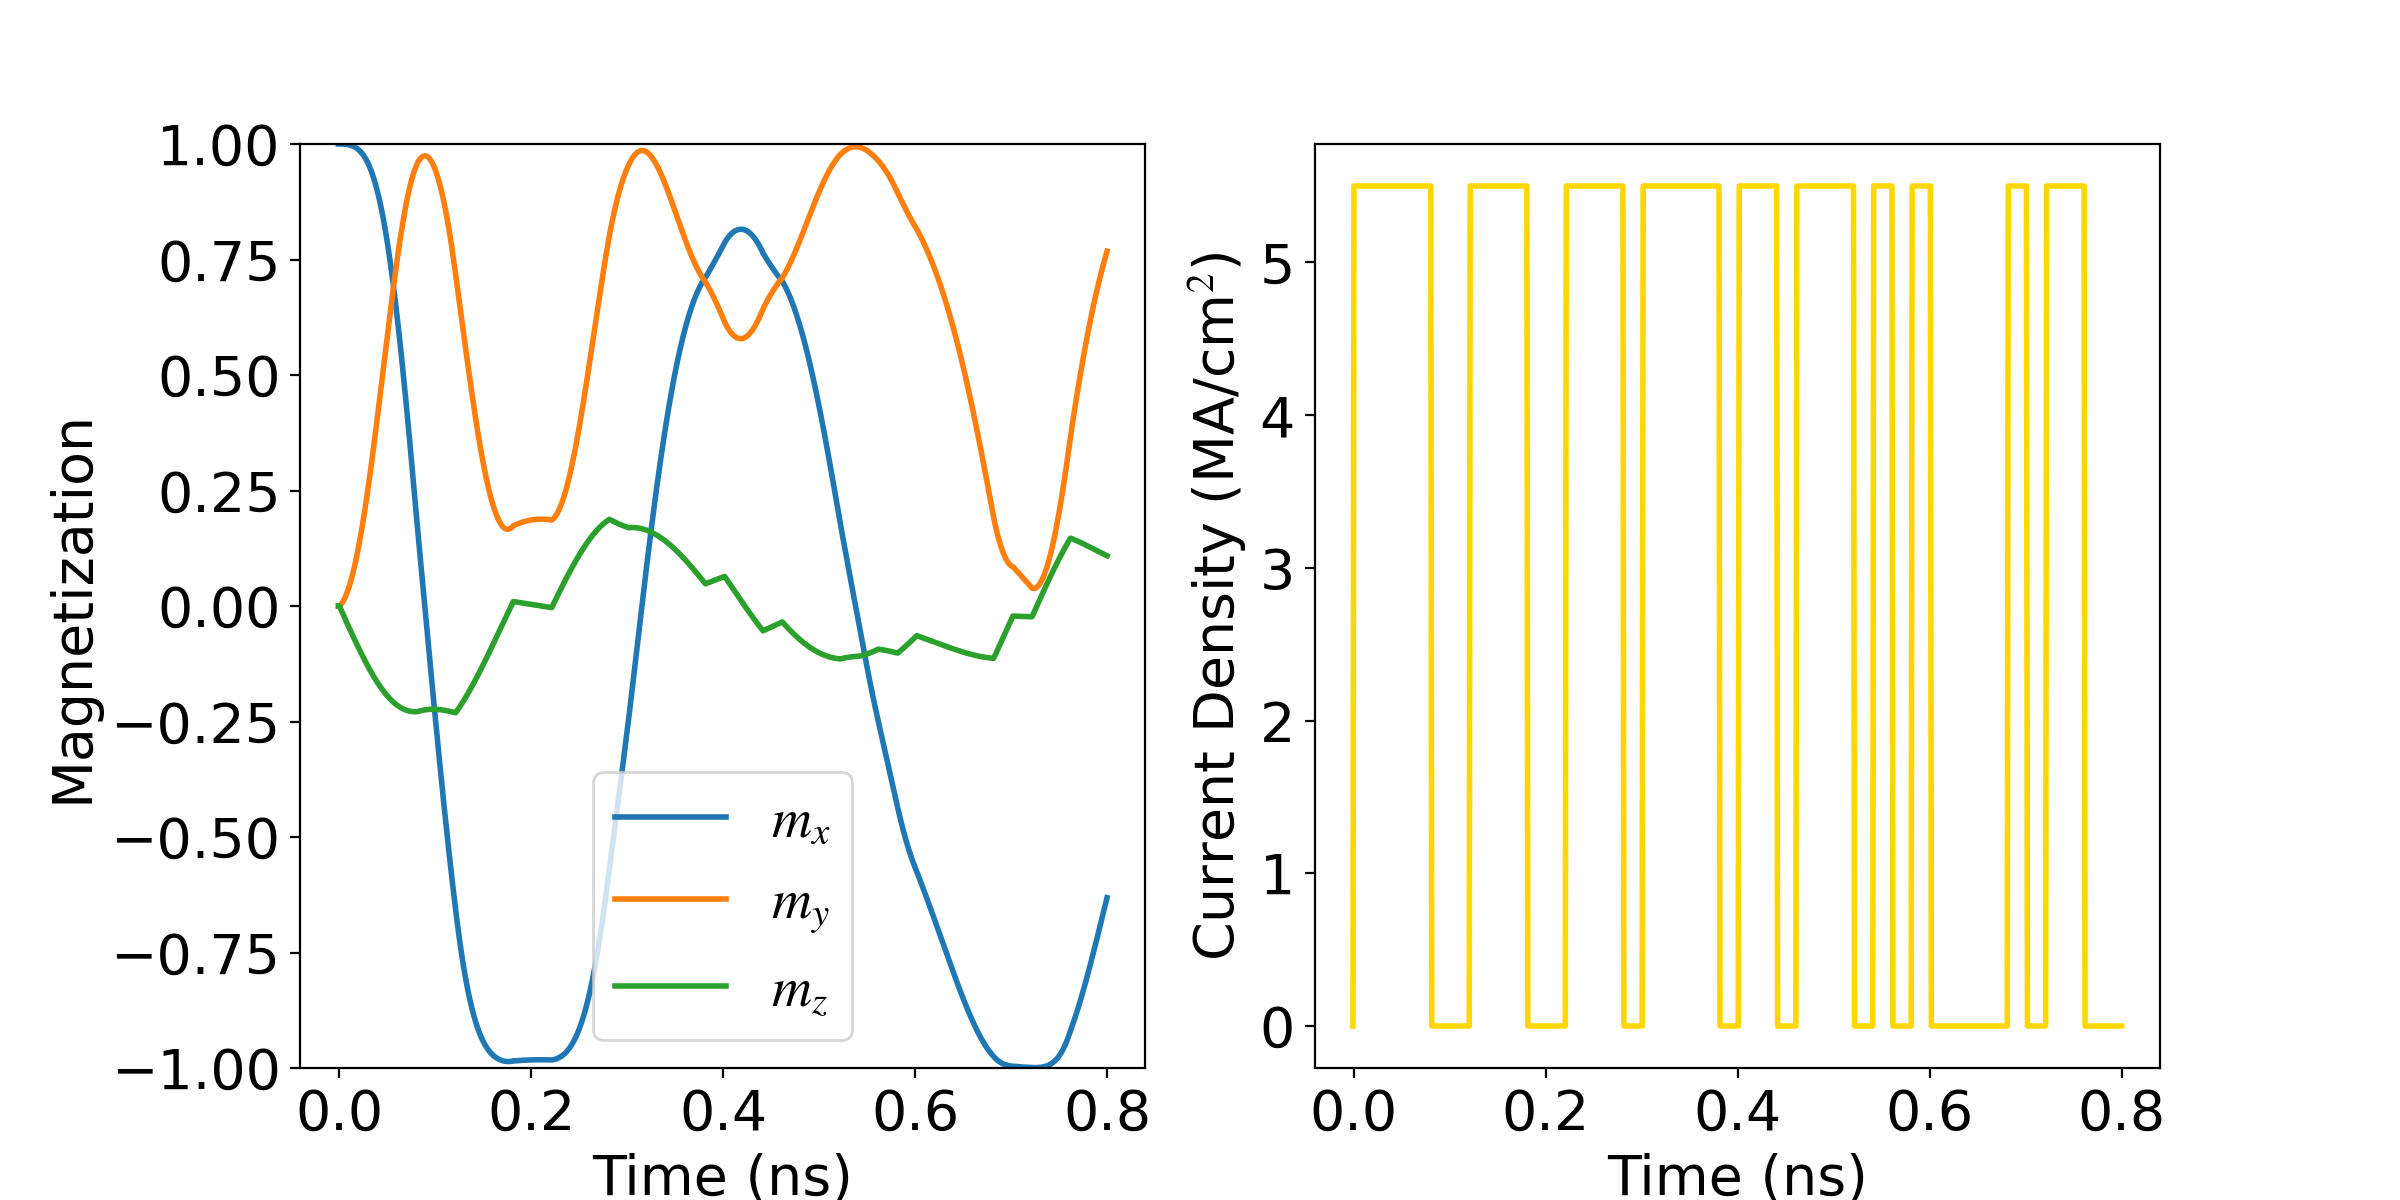 Magnetization
1.00
0.75
0.50
0.25
0.00
−0.25
−0.50
−0.75
−1.00
0.0 0.2 0.4 0.6 0.8
Time (ns)
m_x
m_y
m_z
Current Density (MA/cm²)
5
4
3
2
1
0
0.0 0.2 0.4 0.6 0.8
Time (ns)